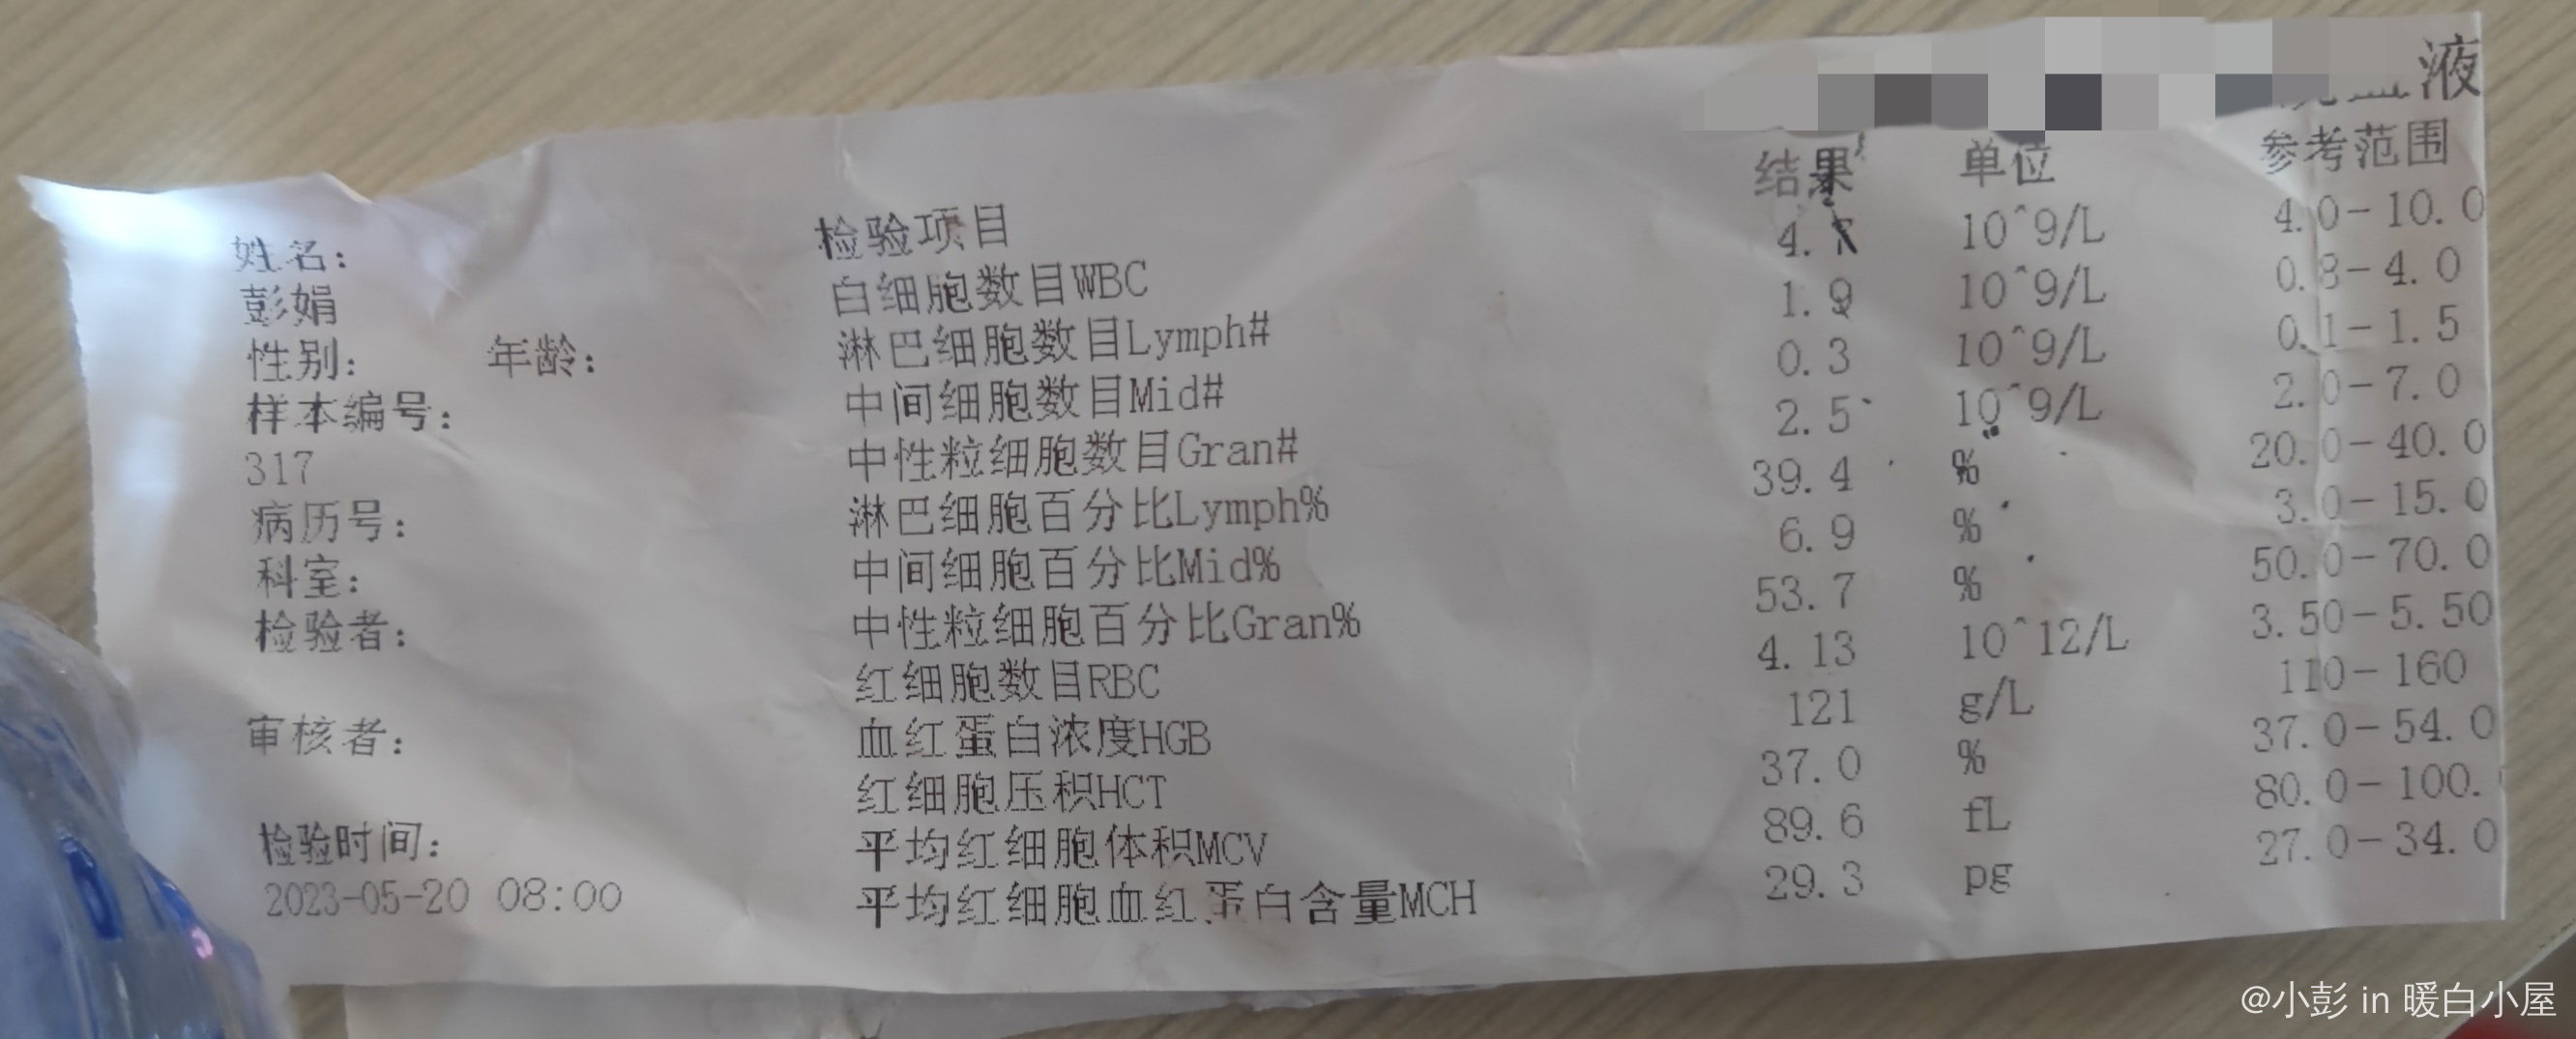 液
检验项目 结果 单位 参考范围
姓名：
彭娟
性别： 年龄：
样本编号：
317
病历号：
科室：
检验者：
审核者：
检验时间：
2023-05-20 08:00
白细胞数目WBC 4. 10^9/L 4.0-10.0
淋巴细胞数目Lymph# 1.9 10^9/L 0.8-4.0
中间细胞数目Mid# 0.3 10^9/L 0.1-1.5
中性粒细胞数目Gran# 2.5 10^9/L 2.0-7.0
淋巴细胞百分比Lymph% 39.4 % 20.0-40.0
中间细胞百分比Mid% 6.9 % 3.0-15.0
中性粒细胞百分比Gran% 53.7 % 50.0-70.0
红细胞数目RBC 4.13 10^12/L 3.50-5.50
血红蛋白浓度HGB 121 g/L 110-160
红细胞压积HCT 37.0 % 37.0-54.0
平均红细胞体积MCV 89.6 fL 80.0-100.
平均红细胞血红蛋白含量MCH 29.3 pg 27.0-34.0
@小彭 in 暖白小屋